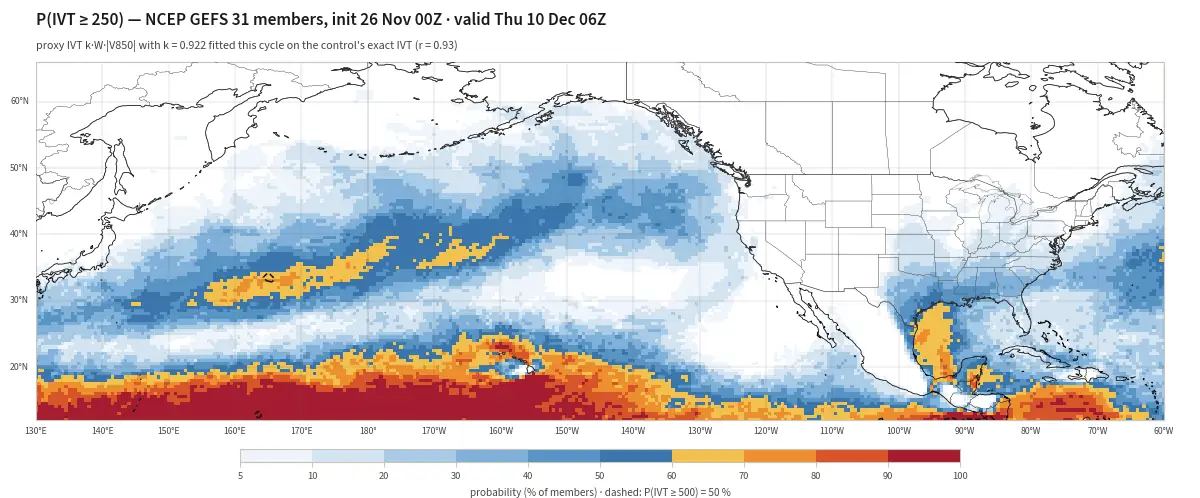 P(IVT ≥ 250) — NCEP GEFS 31 members, init 26 Nov 00Z · valid Thu 10 Dec 06Z
proxy IVT k·W·|V850| with k = 0.922 fitted this cycle on the control's exact IVT (r = 0.93)
60°N
50°N
40°N
30°N
20°N
130°E 140°E 150°E 160°E 170°E 180° 170°W 160°W 150°W 140°W 130°W 120°W 110°W 100°W 90°W 80°W 70°W 60°W
5 10 20 30 40 50 60 70 80 90 100
probability (% of members) · dashed: P(IVT ≥ 500) = 50 %